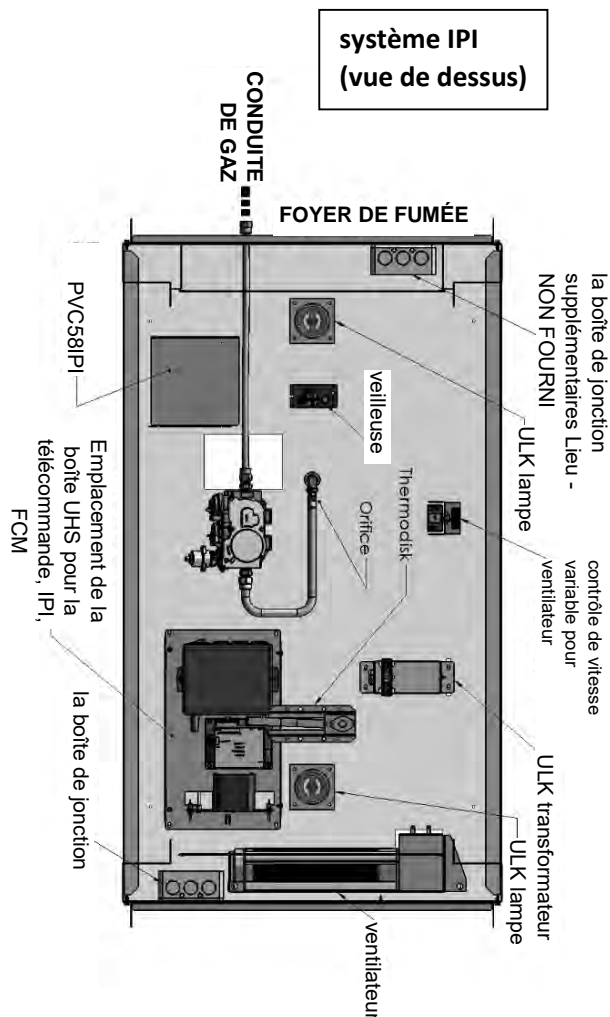 système IPI
(vue de dessus)
CONDUITE
DE GAZ
FOYER DE FUMÉE
la boîte de jonction
supplémentaires Lieu -
NON FOURNI
ULK lampe
PVC58IPI
veilleuse
Thermodisk
Orifice
contrôle de vitesse
variable pour
ventilateur
Emplacement de la
boîte UHS pour la
télécommande, IPI,
FCM
ULK transformateur
ULK lampe
la boîte de jonction
ventilateur